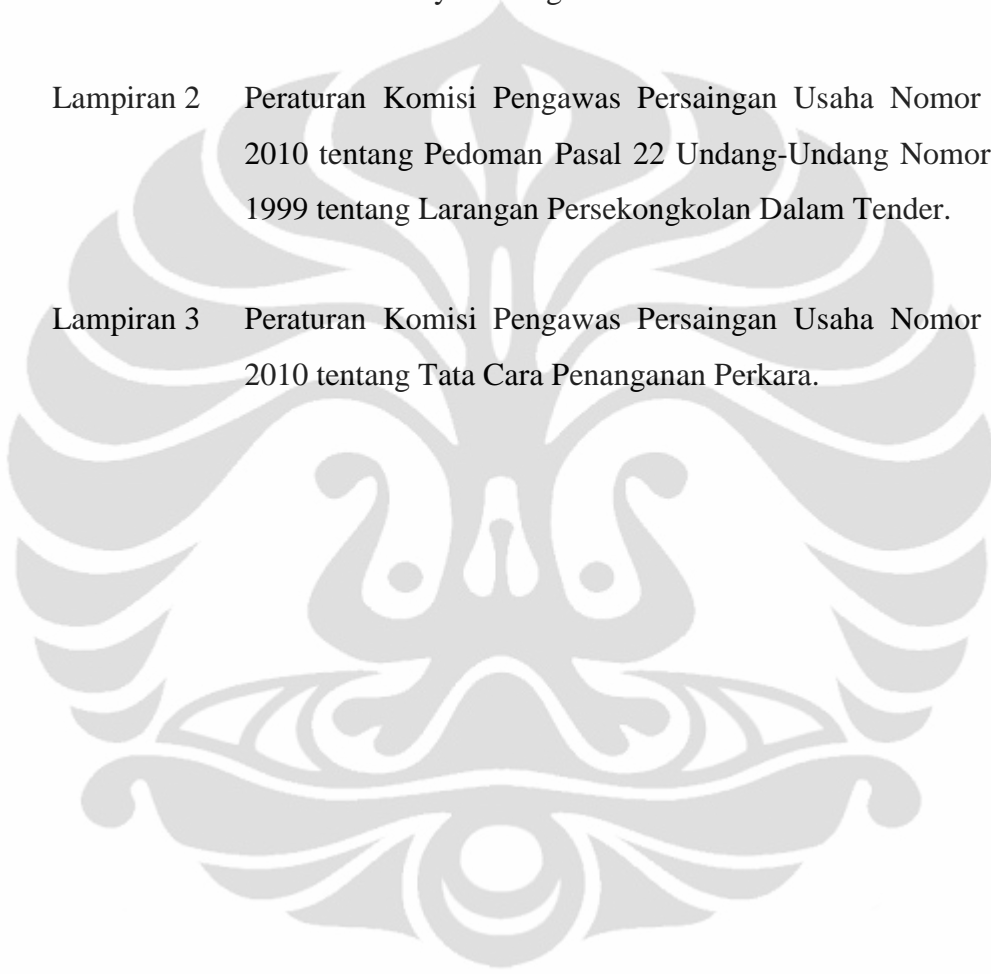 Lampiran 2 Peraturan Komisi Pengawas Persaingan Usaha Nomor
2010 tentang Pedoman Pasal 22 Undang-Undang Nomor
1999 tentang Larangan Persekongkolan Dalam Tender.
Lampiran 3 Peraturan Komisi Pengawas Persaingan Usaha Nomor
2010 tentang Tata Cara Penanganan Perkara.